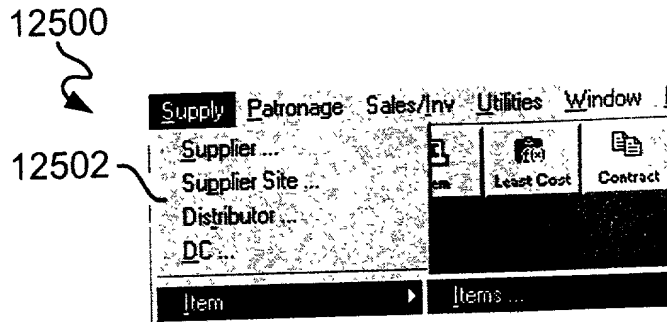 12500
Supply Patronage Sales/Inv Utilities Window
12502
Supplier ...
Supplier Site ...
f(x)
Least Cost Contract
Distributor ...
DC ...
Item Items ...